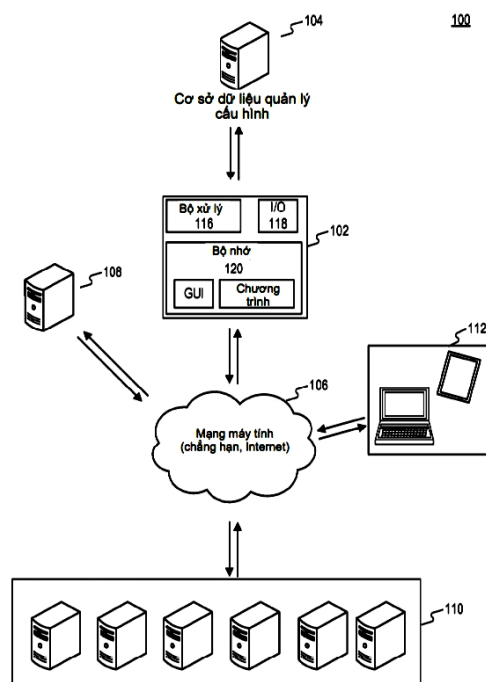 104
100
Cơ sở dữ liệu quản lý
cấu hình
Bộ xử lý
116
I/O
118
102
Bộ nhớ
120
GUI
Chương
trình
108
112
106
Mạng máy tính
(chẳng hạn, Internet)
110